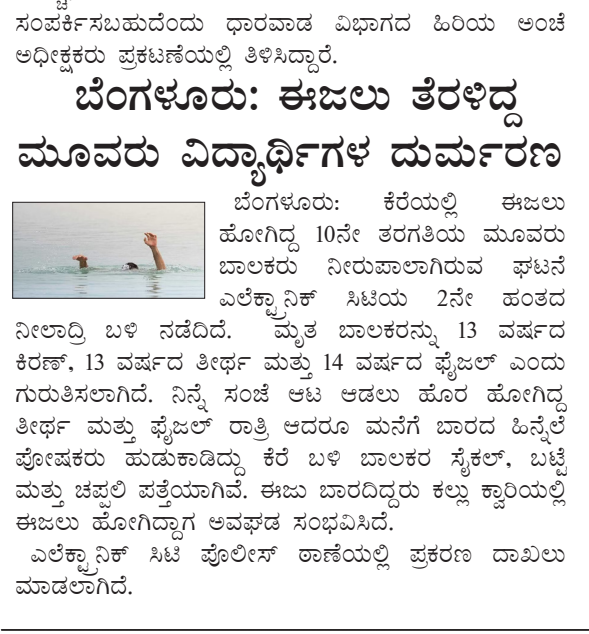 ಸಂಪರ್ಕಿಸಬಹುದೆಂದು ಧಾರವಾಡ ವಿಭಾಗದ ಹಿರಿಯ ಅಂಚೆ
ಅಧೀಕ್ಷಕರು ಪ್ರಕಟಣೆಯಲ್ಲಿ ತಿಳಿಸಿದ್ದಾರೆ.
ಬೆಂಗಳೂರು: ಈಜಲು ತೆರಳಿದ್ದ
ಮೂವರು ವಿದ್ಯಾರ್ಥಿಗಳ ದುರ್ಮರಣ
ಬೆಂಗಳೂರು: ಕೆರೆಯಲ್ಲಿ ಈಜಲು
ಹೋಗಿದ್ದ 10ನೇ ತರಗತಿಯ ಮೂವರು
ಬಾಲಕರು ನೀರುಪಾಲಾಗಿರುವ ಘಟನೆ
ಎಲೆಕ್ಟ್ರಾನಿಕ್ ಸಿಟಿಯ 2ನೇ ಹಂತದ
ನೀಲಾದ್ರಿ ಬಳಿ ನಡೆದಿದೆ. ಮೃತ ಬಾಲಕರನ್ನು 13 ವರ್ಷದ
ಕಿರಣ್, 13 ವರ್ಷದ ತೀರ್ಥ ಮತ್ತು 14 ವರ್ಷದ ಫೈಜಲ್ ಎಂದು
ಗುರುತಿಸಲಾಗಿದೆ. ನಿನ್ನೆ ಸಂಜೆ ಆಟ ಆಡಲು ಹೊರ ಹೋಗಿದ್ದ
ತೀರ್ಥ ಮತ್ತು ಫೈಜಲ್ ರಾತ್ರಿ ಆದರೂ ಮನೆಗೆ ಬಾರದ ಹಿನ್ನೆಲೆ
ಪೋಷಕರು ಹುಡುಕಾಡಿದ್ದು ಕೆರೆ ಬಳಿ ಬಾಲಕರ ಸೈಕಲ್, ಬಟ್ಟೆ
ಮತ್ತು ಚಪ್ಪಲಿ ಪತ್ತೆಯಾಗಿವೆ. ಈಜು ಬಾರದಿದ್ದರು ಕಲ್ಲು ಕ್ವಾರಿಯಲ್ಲಿ
ಈಜಲು ಹೋಗಿದ್ದಾಗ ಅವಘಡ ಸಂಭವಿಸಿದೆ.
ಎಲೆಕ್ಟ್ರಾನಿಕ್ ಸಿಟಿ ಪೊಲೀಸ್ ಠಾಣೆಯಲ್ಲಿ ಪ್ರಕರಣ ದಾಖಲು
ಮಾಡಲಾಗಿದೆ.